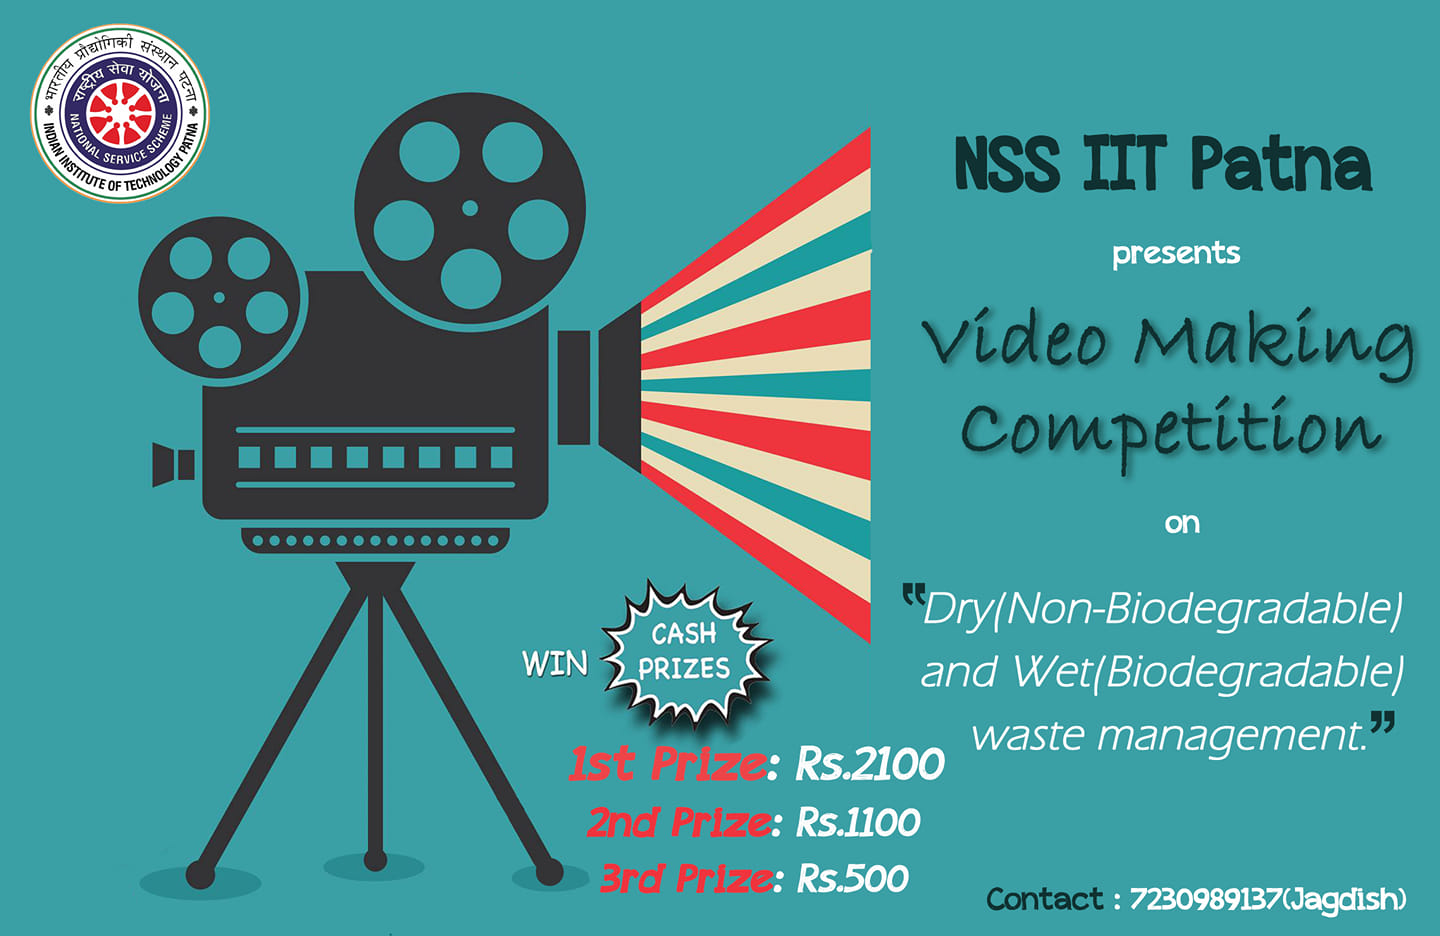 भारतीय प्रौद्योगिकी संस्थान पटना
राष्ट्रीय सेवा योजना
NATIONAL SERVICE SCHEME
INDIAN INSTITUTE OF TECHNOLOGY PATNA
NSS IIT Patna
presents
Video Making
Competition
on
"Dry(Non-Biodegradable)
and Wet(Biodegradable)
waste management."
WIN
CASH
PRIZES
1st Prize: Rs.2100
2nd Prize: Rs.1100
3rd Prize: Rs.500
Contact : 7230989137(Jagdish)